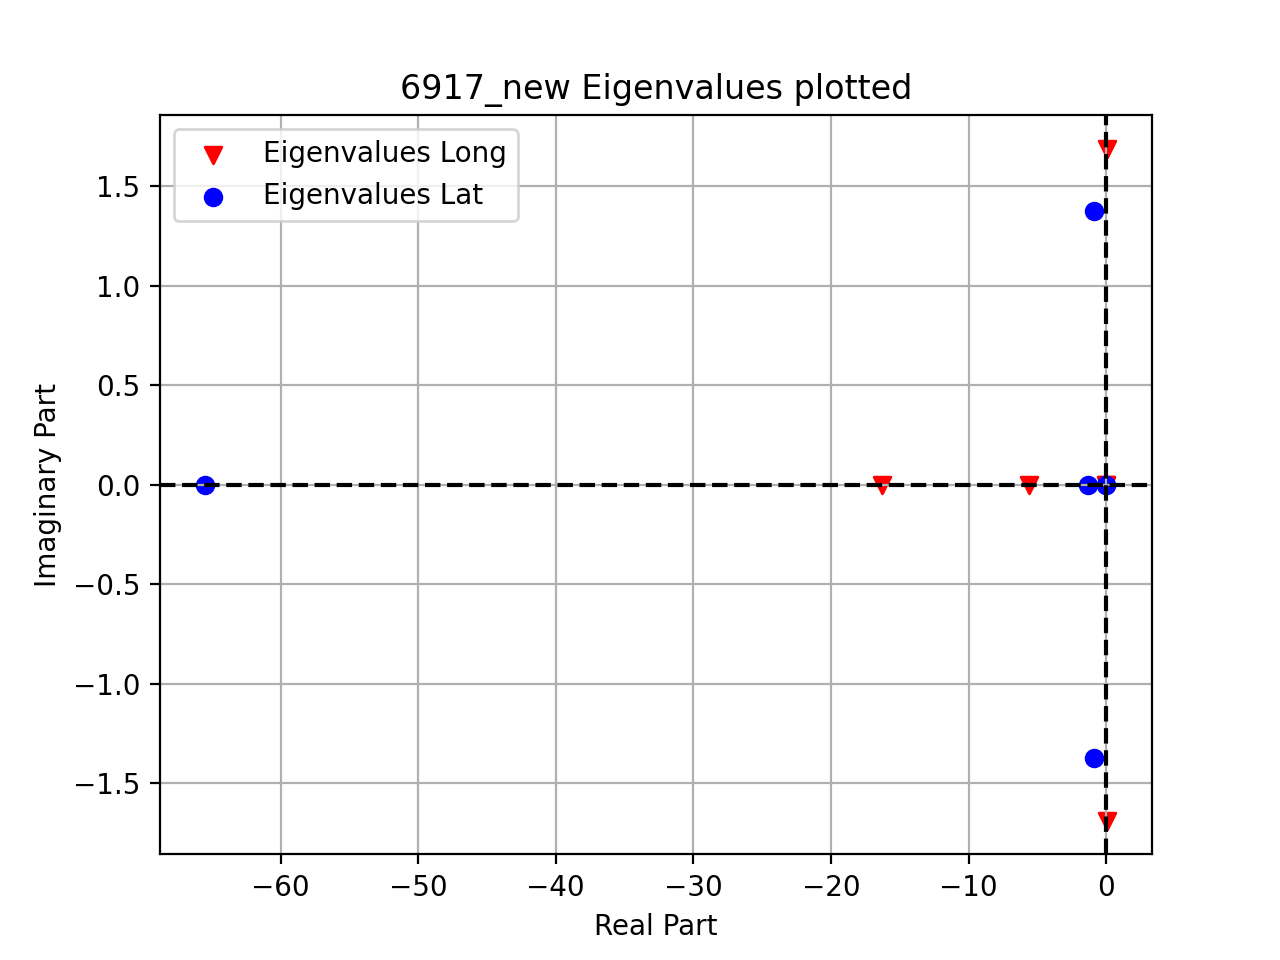 6917_new Eigenvalues plotted
Eigenvalues Long
Eigenvalues Lat
1.5
1.0
0.5
0.0
−0.5
−1.0
−1.5
Imaginary Part
−60 −50 −40 −30 −20 −10 0
Real Part